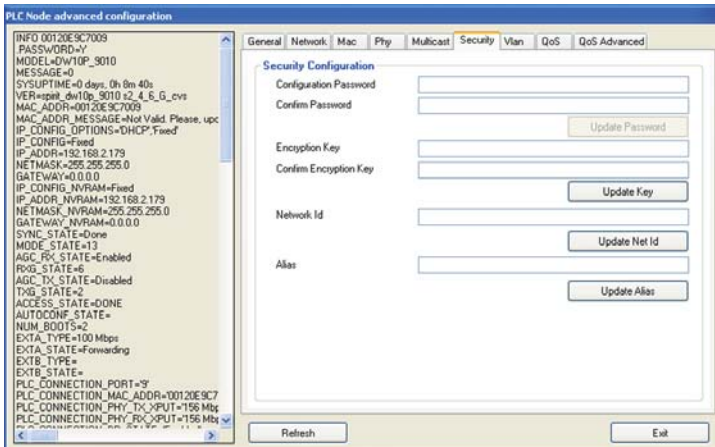 PLC Node advanced configuration
INFO 00120E9C7009
.PASSWORD=Y
MODEL=DW10P_9010
MESSAGE=0
SYSUPTIME=0 days, 0h 8m 40s
VER=spirit_dw10p_9010 s2_4_6_G_cvs
MAC_ADDR=00120E9C7009
MAC_ADDR_MESSAGE=Not Valid. Please, upc
IP_CONFIG_OPTIONS='DHCP','Fixed'
IP_CONFIG=Fixed
IP_ADDR=192.168.2.179
NETMASK=255.255.255.0
GATEWAY=0.0.0.0
IP_CONFIG_NVRAM=Fixed
IP_ADDR_NVRAM=192.168.2.179
NETMASK_NVRAM=255.255.255.0
GATEWAY_NVRAM=0.0.0.0
SYNC_STATE=Done
MODE_STATE=13
AGC_RX_STATE=Enabled
RXG_STATE=6
AGC_TX_STATE=Disabled
TXG_STATE=2
ACCESS_STATE=DONE
AUTOCONF_STATE=
NUM_BOOTS=2
EXTA_TYPE=100 Mbps
EXTA_STATE=Forwarding
EXTB_TYPE=
EXTB_STATE=
PLC_CONNECTION_PORT='9'
PLC_CONNECTION_MAC_ADDR='00120E9C7
PLC_CONNECTION_PHY_TX_XPUT='156 Mbp
PLC_CONNECTION_PHY_RX_XPUT='156 Mb
General Network Mac Phy Multicast Security Vlan QoS QoS Advanced
Security Configuration
Configuration Password
Confirm Password
Update Password
Encryption Key
Confirm Encryption Key
Update Key
Network Id
Update Net Id
Alias
Update Alias
Refresh Exit